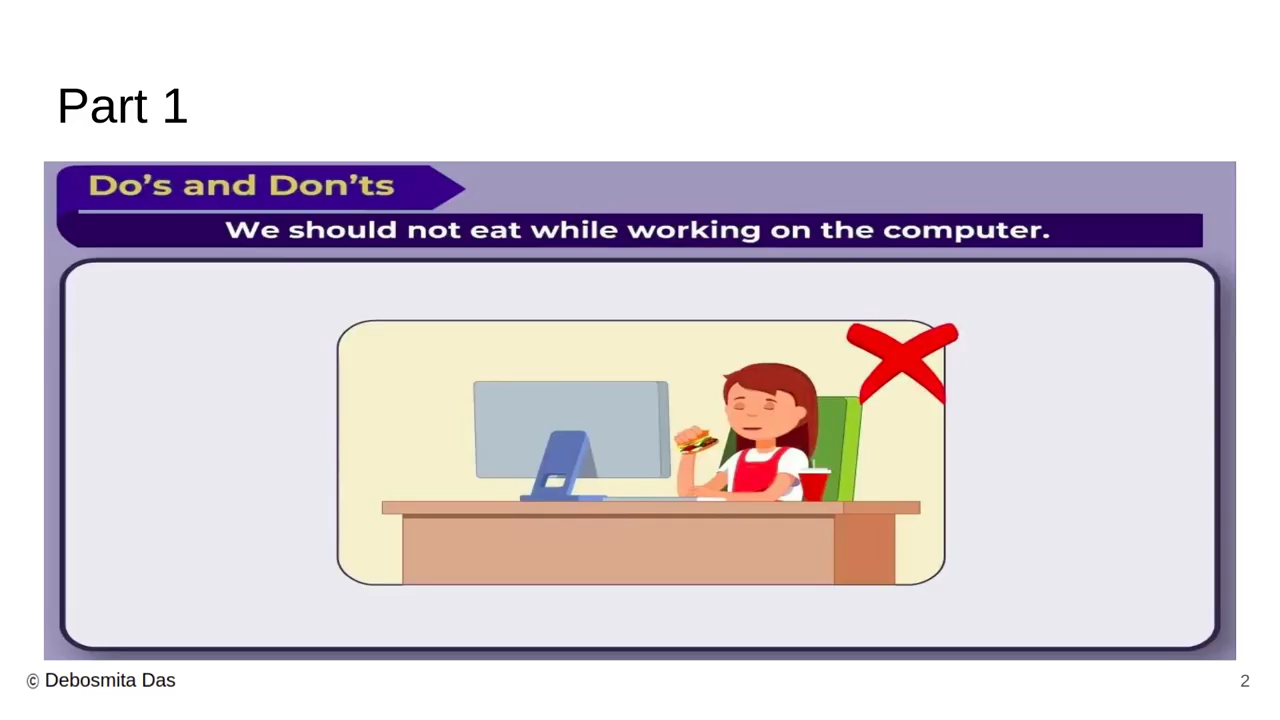 Part 1
Do’s and Don’ts
We should not eat while working on the computer.
© Debosmita Das
2